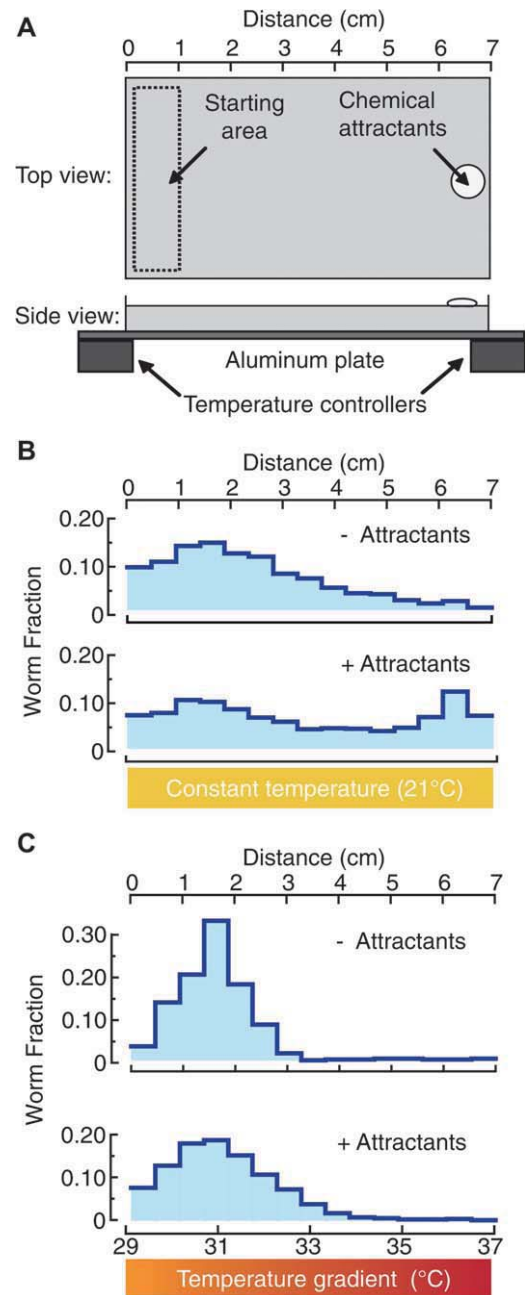 A
Distance (cm)
0 1 2 3 4 5 6 7
Starting area
Chemical attractants
Top view:
Side view:
Aluminum plate
Temperature controllers
B
Distance (cm)
0 1 2 3 4 5 6 7
0.20
- Attractants
0.10
0
Worm Fraction
0.20
+ Attractants
0.10
0
Constant temperature (21°C)
C
Distance (cm)
0 1 2 3 4 5 6 7
0.30
- Attractants
0.20
0.10
0
Worm Fraction
0.20
+ Attractants
0.10
0
29 31 33 35 37
Temperature gradient (°C)